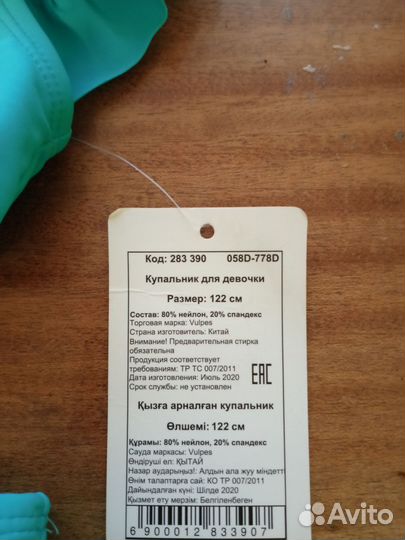 Код: 283 390 058D-778D
Купальник для девочки
Размер: 122 см
Состав: 80% нейлон, 20% спандекс
Торговая марка: Vulpes
Страна изготовитель: Китай
Внимание! Предварительная стирка
обязательна
Продукция соответствует
требованиям: ТР ТС 007/2011
Дата изготовления: Июль 2020
Срок службы: не установлен
EAC
Қызға арналған купальник
Өлшемі: 122 см
Құрамы: 80% нейлон, 20% спандекс
Сауда маркасы: Vulpes
Өндіруші ел: ҚЫТАЙ
Назар аударыңыз!: Алдын ала жуу міндетт
Өнім талаптарға сай: КО ТР 007/2011
Дайындалған күні: Шілде 2020
Қызмет ету мерзім: Белгіленбеген
6 900012 833907
Avito